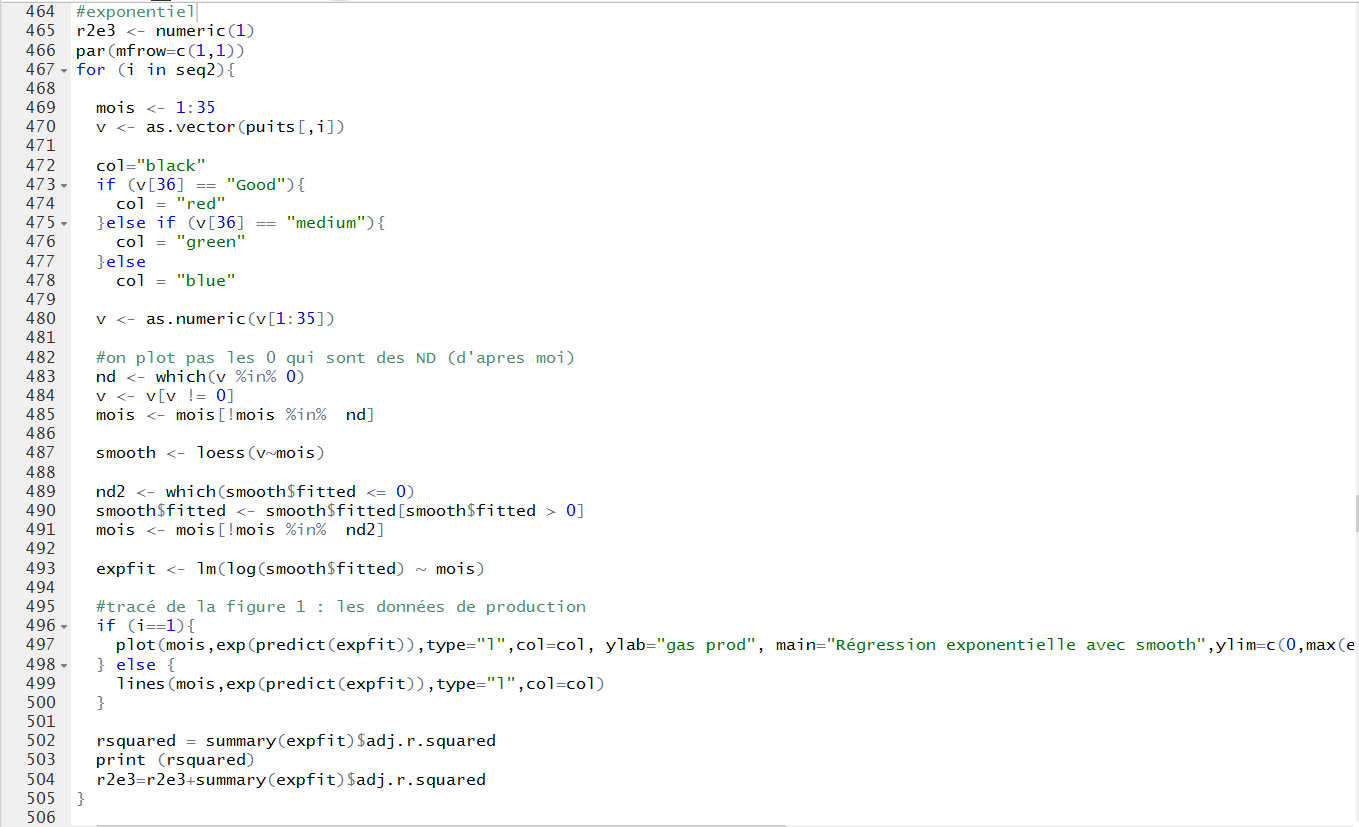 464 #exponentiel
465 r2e3 <- numeric(1)
466 par(mfrow=c(1,1))
467 for (i in seq2){
468
469   mois <- 1:35
470   v <- as.vector(puits[,i])
471
472   col="black"
473   if (v[36] == "Good"){
474     col = "red"
475   }else if (v[36] == "medium"){
476     col = "green"
477   }else
478     col = "blue"
479
480   v <- as.numeric(v[1:35])
481
482   #on plot pas les 0 qui sont des ND (d'apres moi)
483   nd <- which(v %in% 0)
484   v <- v[v != 0]
485   mois <- mois[!mois %in%  nd]
486
487   smooth <- loess(v~mois)
488
489   nd2 <- which(smooth$fitted <= 0)
490   smooth$fitted <- smooth$fitted[smooth$fitted > 0]
491   mois <- mois[!mois %in%  nd2]
492
493   expfit <- lm(log(smooth$fitted) ~ mois)
494
495   #tracé de la figure 1 : les données de production
496   if (i==1){
497     plot(mois,exp(predict(expfit)),type="l",col=col, ylab="gas prod", main="Régression exponentielle avec smooth",ylim=c(0,max(e
498   } else {
499     lines(mois,exp(predict(expfit)),type="l",col=col)
500   }
501
502   rsquared = summary(expfit)$adj.r.squared
503   print (rsquared)
504   r2e3=r2e3+summary(expfit)$adj.r.squared
505 }
506